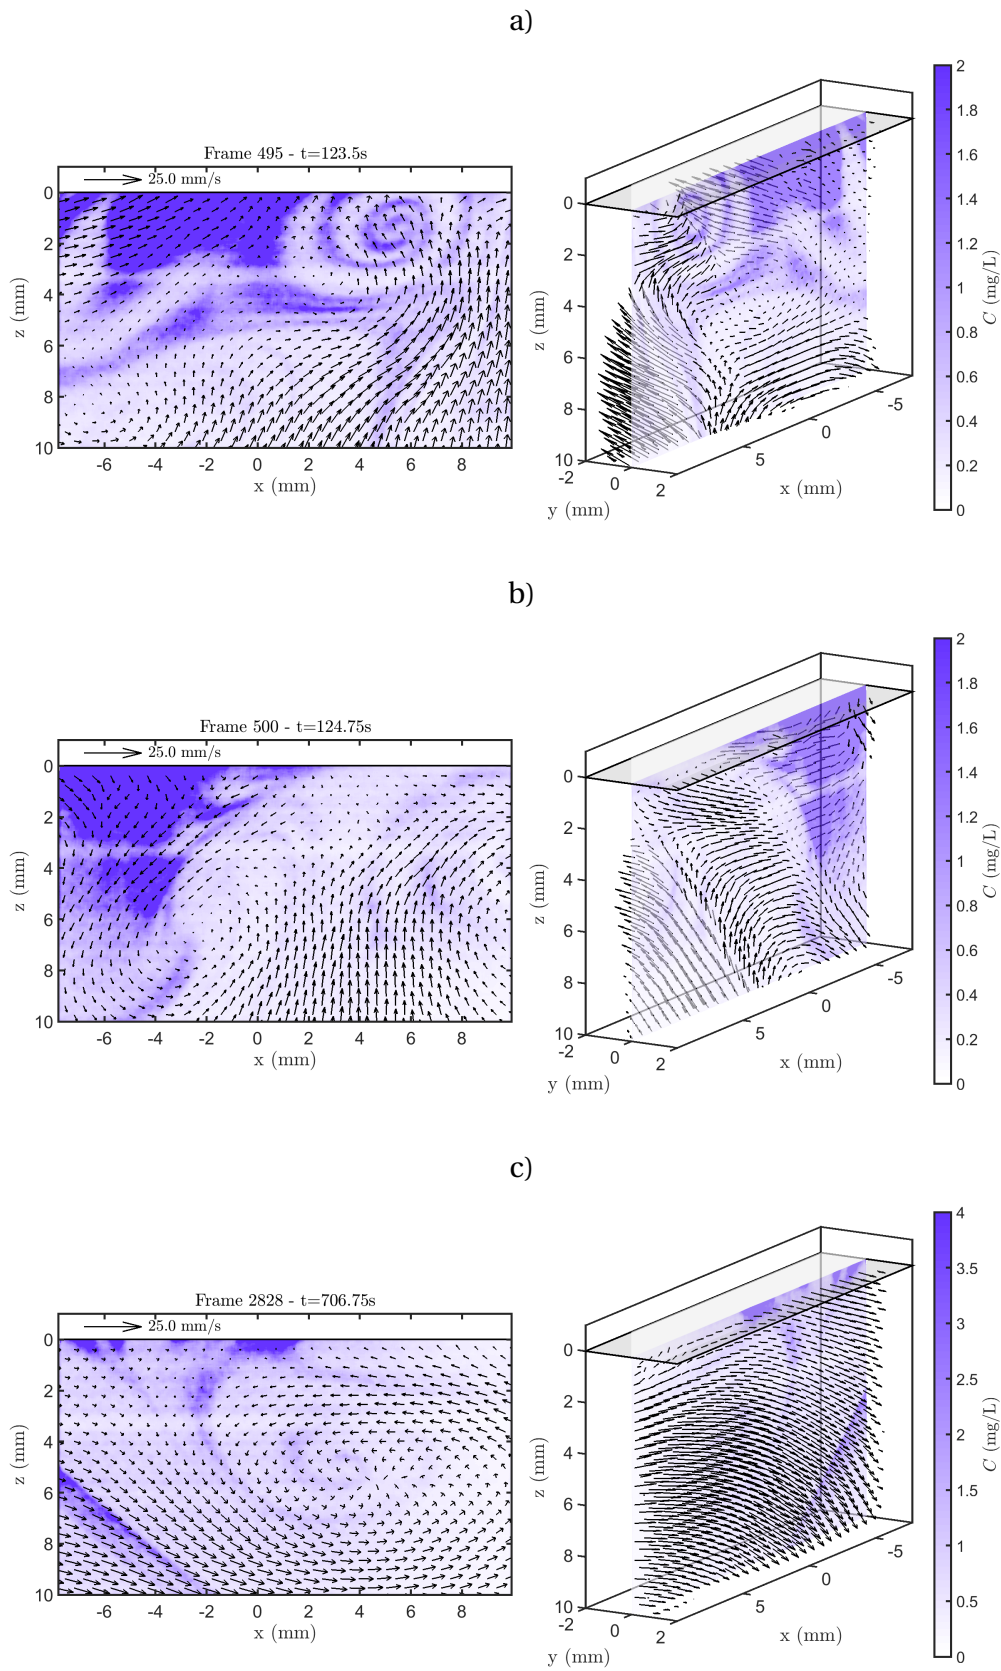 a)
Frame 495 - t=123.5s
25.0 mm/s
0
2
4
6
8
10
z (mm)
-6 -4 -2 0 2 4 6 8
x (mm)
0
2
4
6
8
10
z (mm)
-2 0 2
y (mm)
5 0 -5
x (mm)
2
1.8
1.6
1.4
1.2
1
0.8
0.6
0.4
0.2
0
C (mg/L)
b)
Frame 500 - t=124.75s
25.0 mm/s
0
2
4
6
8
10
z (mm)
-6 -4 -2 0 2 4 6 8
x (mm)
0
2
4
6
8
10
z (mm)
-2 0 2
y (mm)
5 0 -5
x (mm)
2
1.8
1.6
1.4
1.2
1
0.8
0.6
0.4
0.2
0
C (mg/L)
c)
Frame 2828 - t=706.75s
25.0 mm/s
0
2
4
6
8
10
z (mm)
-6 -4 -2 0 2 4 6 8
x (mm)
0
2
4
6
8
10
z (mm)
-2 0 2
y (mm)
5 0 -5
x (mm)
4
3.5
3
2.5
2
1.5
1
0.5
0
C (mg/L)